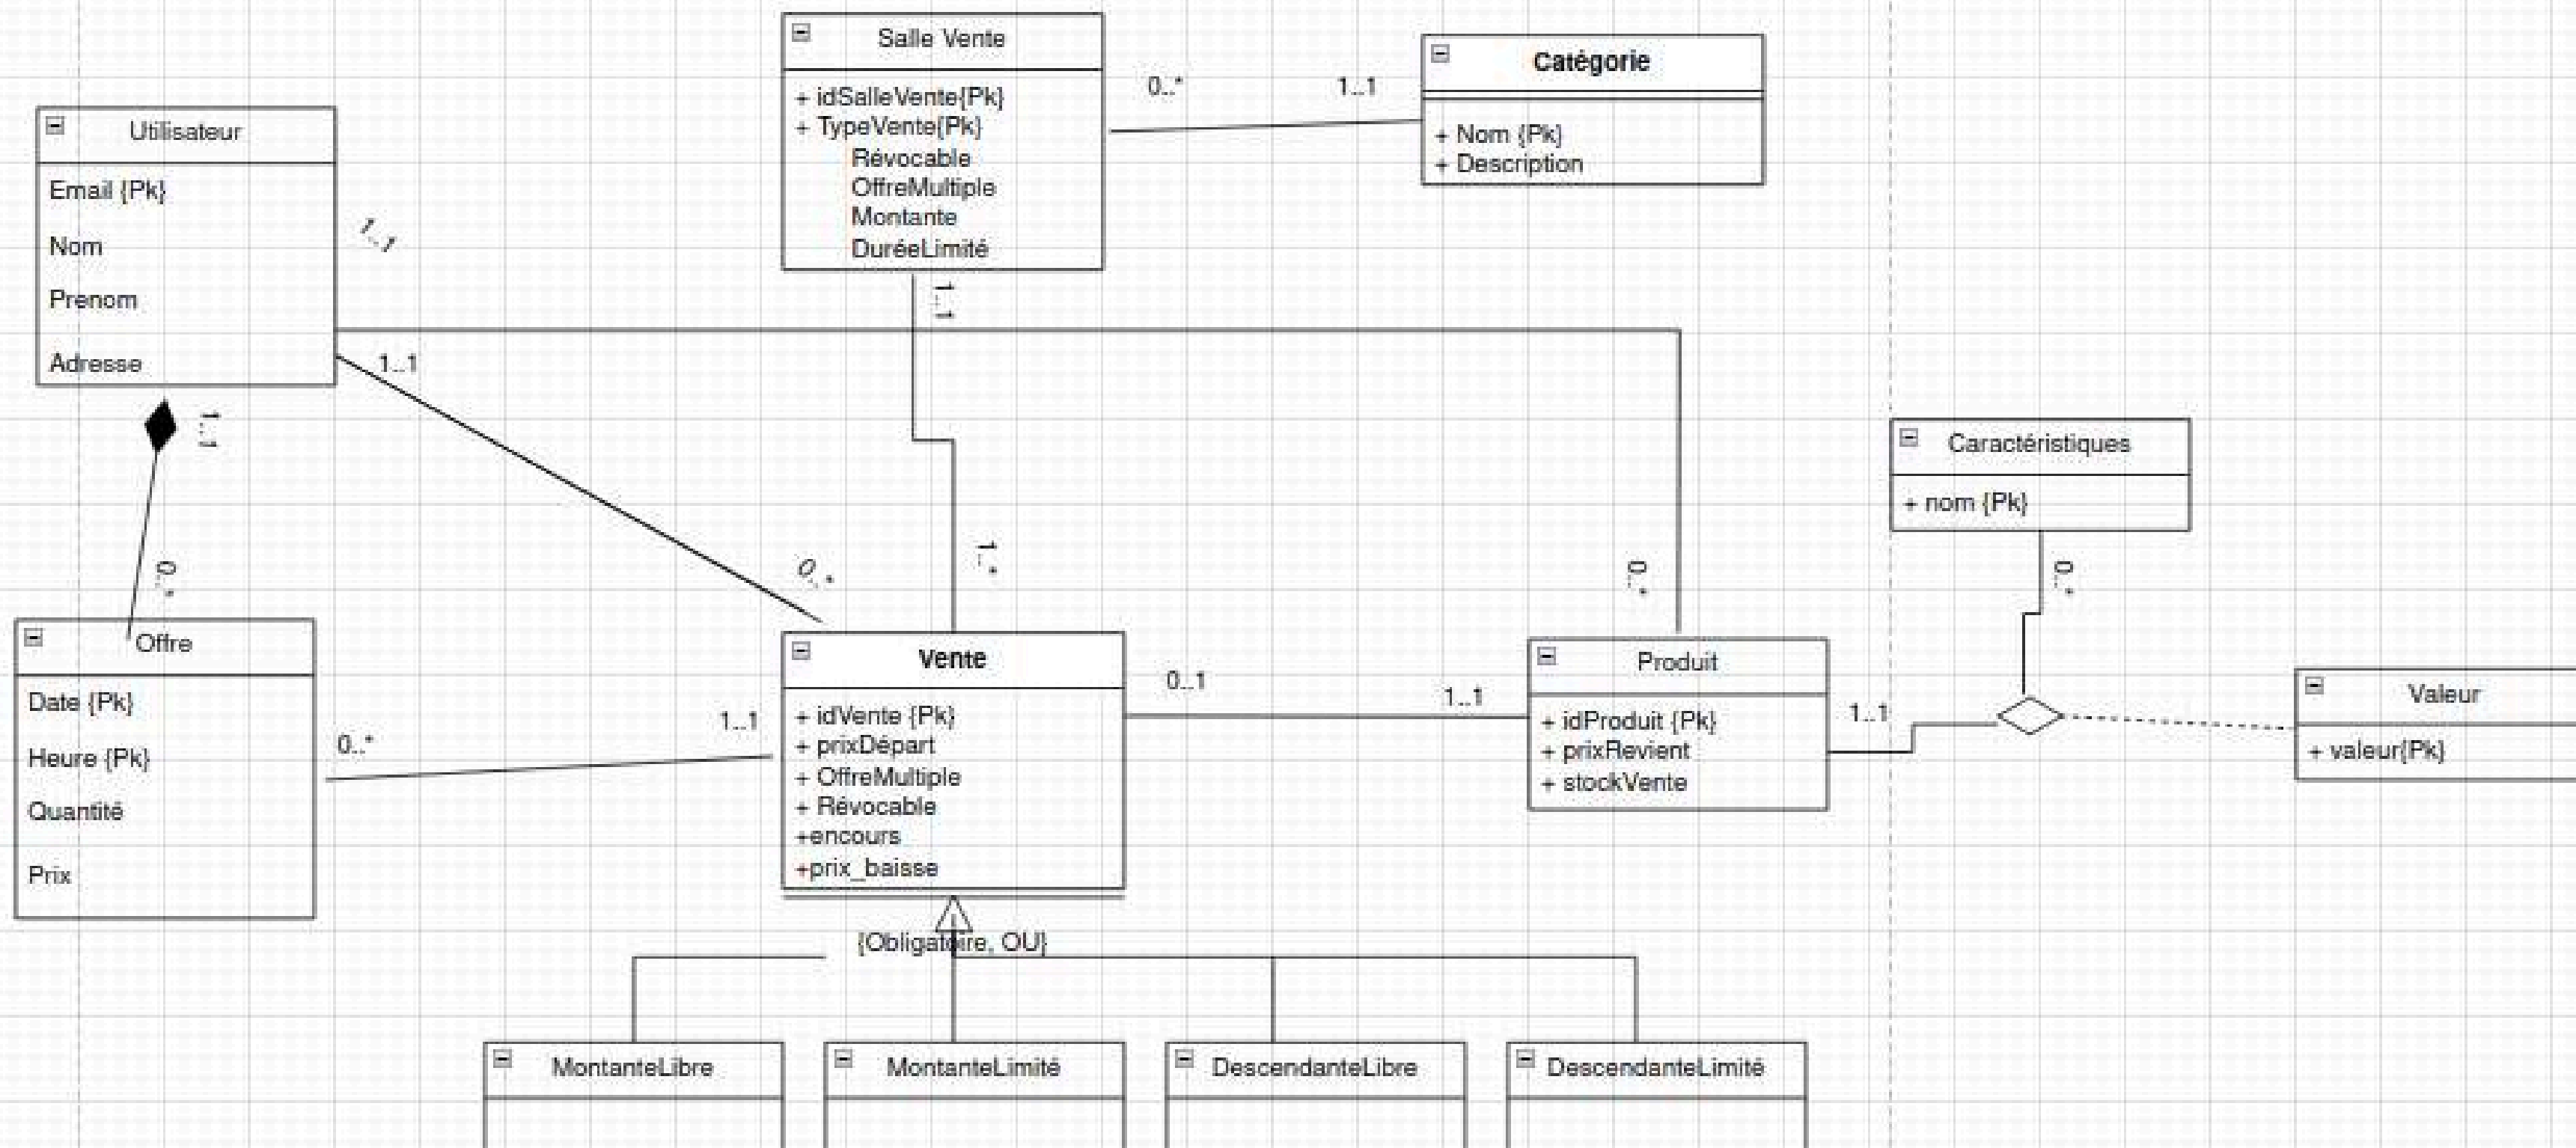 Salle Vente
+ idSalleVente{Pk}
+ TypeVente{Pk}
Révocable
OffreMultiple
Montante
DuréeLimité
0..*
1..1
Catégorie
+ Nom {Pk}
+ Description
Utilisateur
Email {Pk}
Nom
Prenom
Adresse
1..1
1..1
1..1
1..1
0..*
0..*
1..*
0..*
Caractéristiques
+ nom {Pk}
0..*
Offre
Date {Pk}
Heure {Pk}
Quantité
Prix
0..*
1..1
Vente
+ idVente {Pk}
+ prixDépart
+ OffreMultiple
+ Révocable
+encours
+prix_baisse
0..1
1..1
Produit
+ idProduit {Pk}
+ prixRevient
+ stockVente
1..1
Valeur
+ valeur{Pk}
{Obligatoire, OU}
MontanteLibre
MontanteLimité
DescendanteLibre
DescendanteLimité